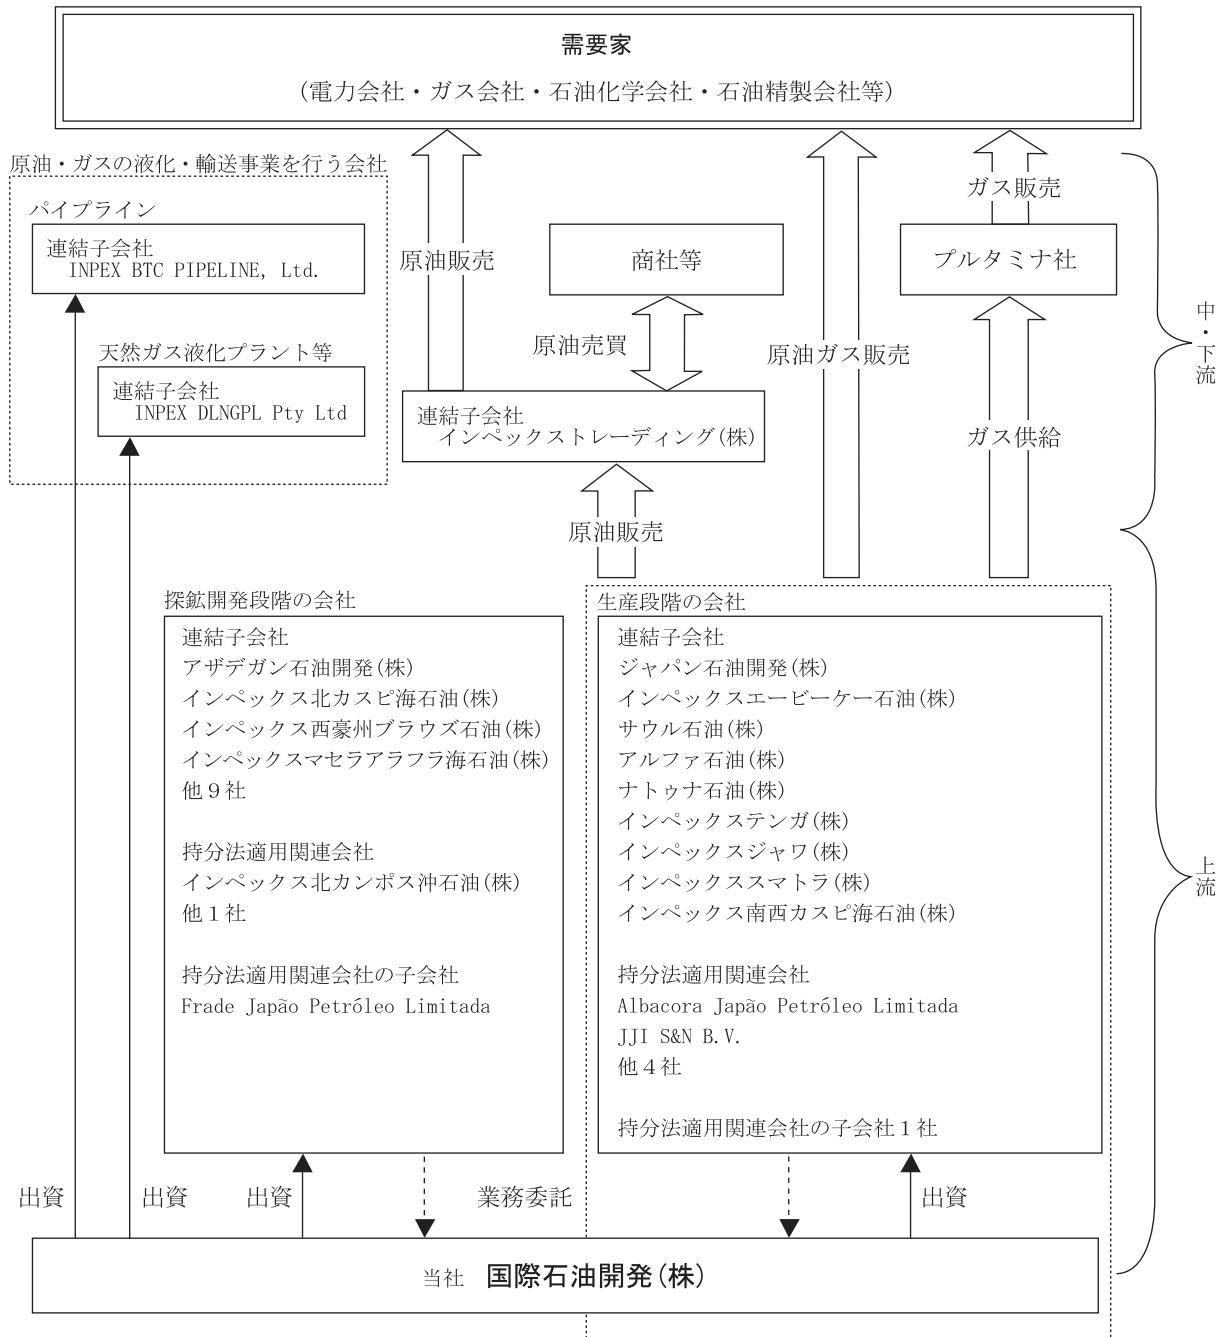 需要家
（電力会社・ガス会社・石油化学会社・石油精製会社等）
原油・ガスの液化・輸送事業を行う会社
パイプライン
連結子会社
INPEX BTC PIPELINE, Ltd.
天然ガス液化プラント等
連結子会社
INPEX DLNGPL Pty Ltd
原油販売
商社等
原油売買
連結子会社
インペックストレーディング(株)
原油販売
原油ガス販売
ガス販売
プルタミナ社
ガス供給
中・下流
探鉱開発段階の会社
連結子会社
アザデガン石油開発(株)
インペックス北カスピ海石油(株)
インペックス西豪州ブラウズ石油(株)
インペックスマセラアラフラ海石油(株)
他９社
持分法適用関連会社
インペックス北カンポス沖石油(株)
他１社
持分法適用関連会社の子会社
Frade Japão Petróleo Limitada
生産段階の会社
連結子会社
ジャパン石油開発(株)
インペックスエービーケー石油(株)
サウル石油(株)
アルファ石油(株)
ナトゥナ石油(株)
インペックステンガ(株)
インペックスジャワ(株)
インペックススマトラ(株)
インペックス南西カスピ海石油(株)
持分法適用関連会社
Albacora Japão Petróleo Limitada
JJI S&N B.V.
他４社
持分法適用関連会社の子会社１社
上流
出資
出資
出資
業務委託
出資
当社 国際石油開発(株)